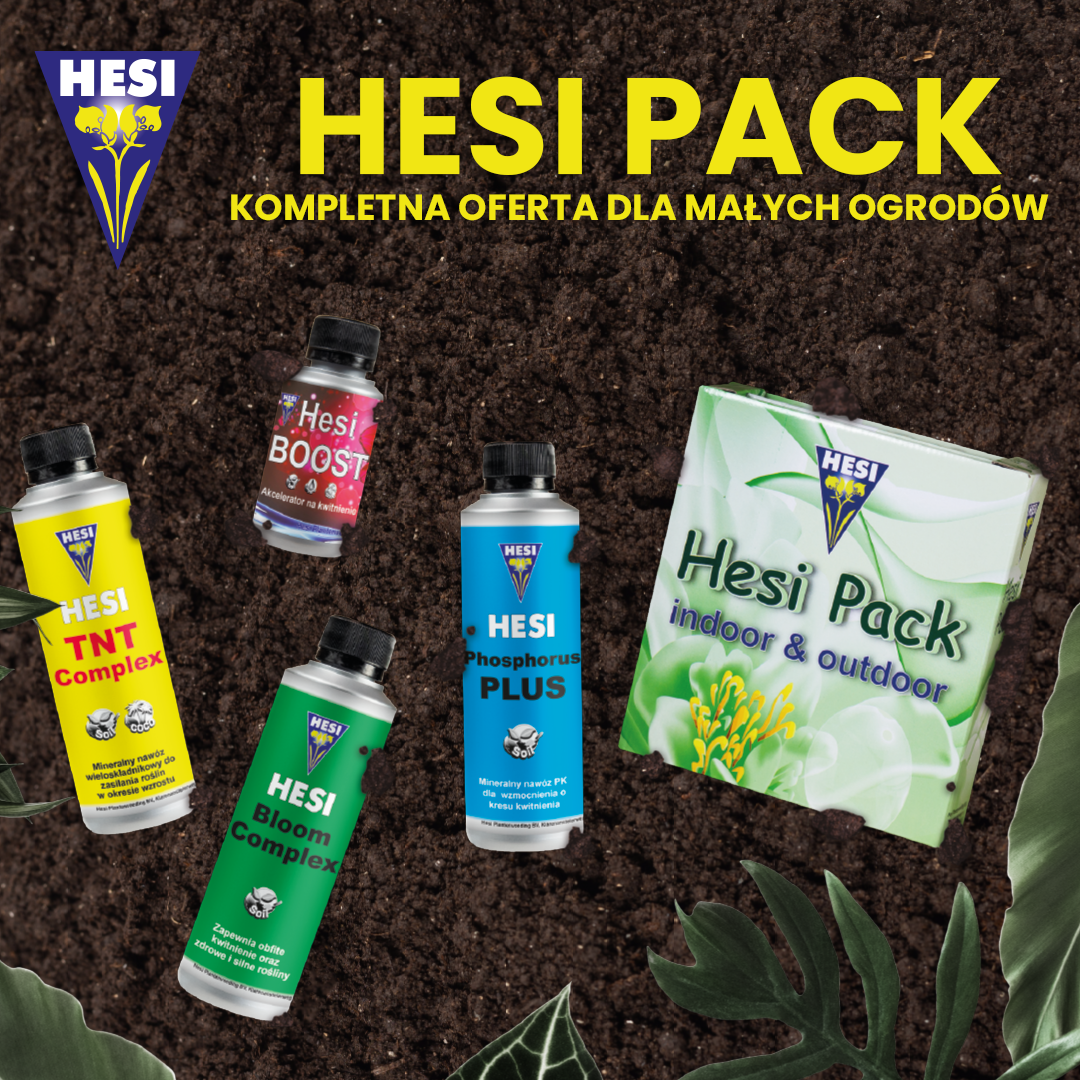 HESI
HESI PACK
KOMPLETNA OFERTA DLA MAŁYCH OGRODÓW
HESI
Hesi
BOOST
Akcelerator na kwitnienie
HESI
HESI
TNT
Complex
Soil
COCO
Mineralny nawóz
wieloskładnikowy do
zasilania roślin
w okresie wzrostu
HESI
HESI
Phosphorus
PLUS
Soil
Mineralny nawóz PK
dla wzmocnienia o
kresu kwitnienia
HESI
HESI
Bloom
Complex
Soil
Zapewnia obfite
kwitnienie oraz
zdrowe i silne rośliny
HESI
Hesi Pack
indoor & outdoor
HESI